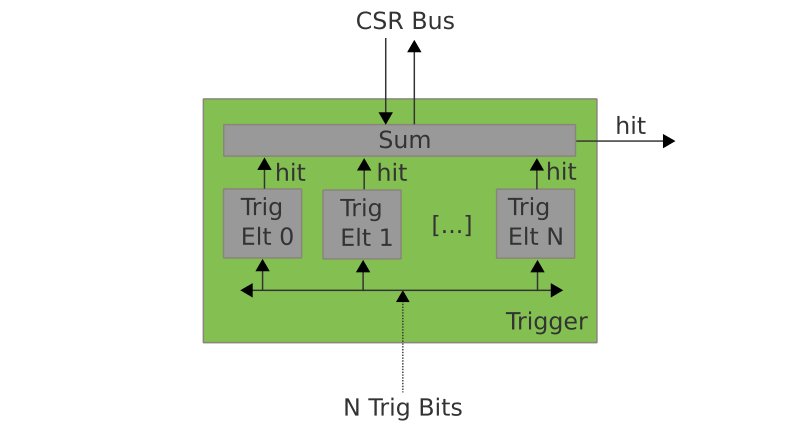 CSR Bus
Sum
hit
hit
hit
hit
Trig
Elt 0
Trig
Elt 1
[...]
Trig
Elt N
Trigger
N Trig Bits